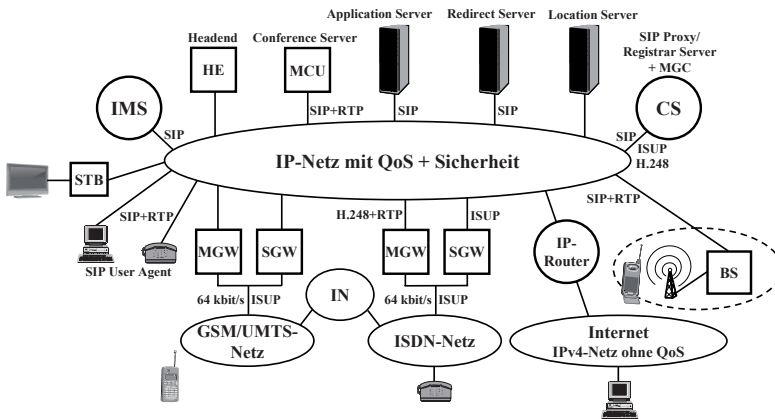 Application Server
Redirect Server
Location Server
Headend
Conference Server
SIP Proxy/
Registrar Server
+ MGC
HE
MCU
IMS
CS
SIP+RTP
SIP
SIP
SIP
SIP
SIP
ISUP
H.248
IP-Netz mit QoS + Sicherheit
STB
SIP+RTP
SIP User Agent
H.248+RTP
ISUP
SIP+RTP
MGW
SGW
MGW
SGW
IP-
Router
BS
64 kbit/s
ISUP
IN
64 kbit/s
ISUP
GSM/UMTS-
Netz
ISDN-Netz
Internet
IPv4-Netz ohne QoS